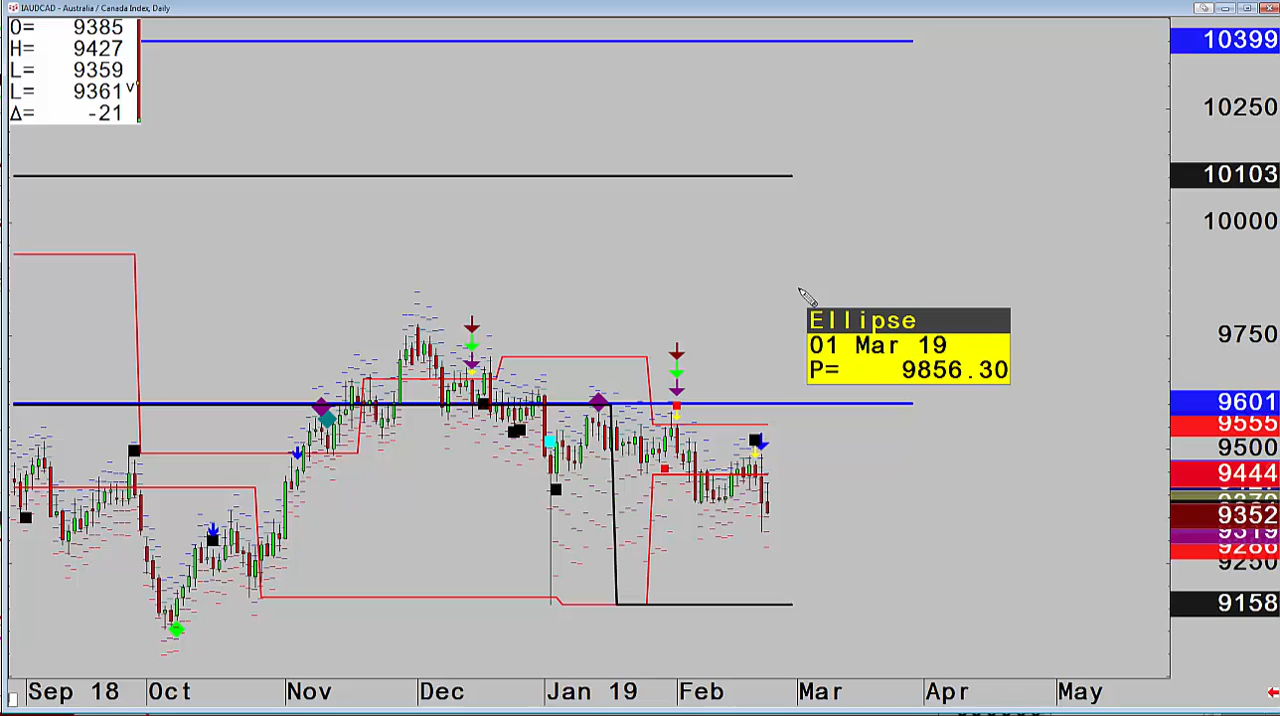 IAUDCAD - Australia / Canada Index, Daily
O= 9385
H= 9427
L= 9359
L= 9361 v
Δ= -21
10399
10250
10103
10000
9750
9601
9555
9500
9444
9352
9319
9286
9250
9158
Ellipse
01 Mar 19
P= 9856.30
Sep 18 Oct Nov Dec Jan 19 Feb Mar Apr May